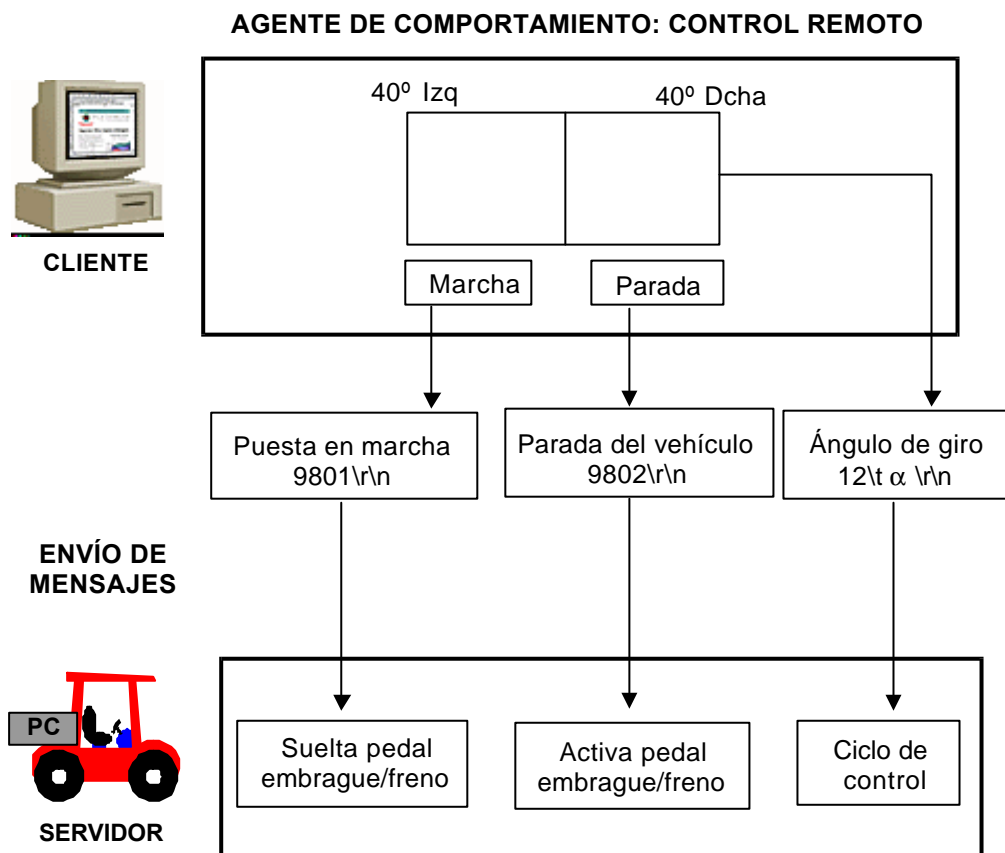 AGENTE DE COMPORTAMIENTO: CONTROL REMOTO
40º Izq
40º Dcha
CLIENTE
Marcha
Parada
Puesta en marcha
9801\r\n
Parada del vehículo
9802\r\n
Ángulo de giro
12\t α \r\n
ENVÍO DE
MENSAJES
PC
SERVIDOR
Suelta pedal
embrague/freno
Activa pedal
embrague/freno
Ciclo de
control